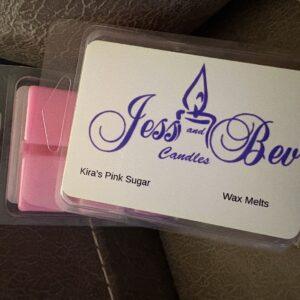 Jess and Bev
Candles
Kira's Pink Sugar
Wax Melts